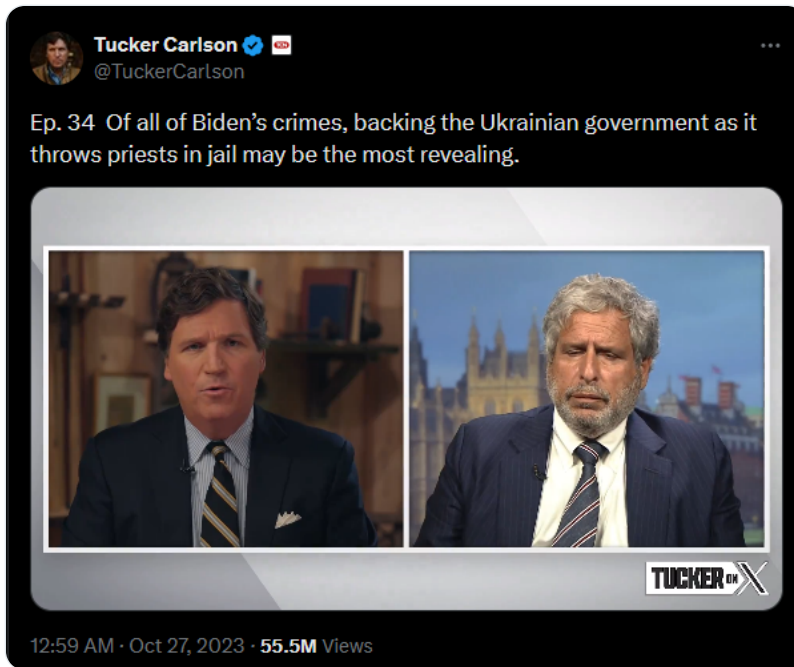 Tucker Carlson
@TuckerCarlson
Ep. 34 Of all of Biden’s crimes, backing the Ukrainian government as it
throws priests in jail may be the most revealing.
TUCKER ON X
12:59 AM · Oct 27, 2023 · 55.5M Views